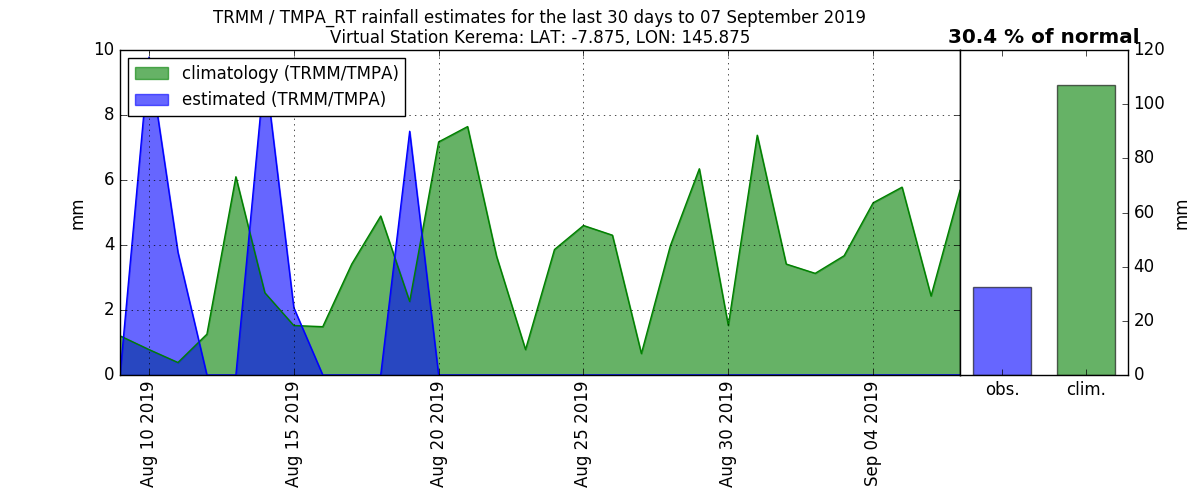 TRMM / TMPA_RT rainfall estimates for the last 30 days to 07 September 2019
Virtual Station Kerema: LAT: -7.875, LON: 145.875
30.4 % of normal
climatology (TRMM/TMPA)
estimated (TRMM/TMPA)
10
8
6
4
2
0
mm
Aug 10 2019
Aug 15 2019
Aug 20 2019
Aug 25 2019
Aug 30 2019
Sep 04 2019
obs.
clim.
120
100
80
60
40
20
0
mm